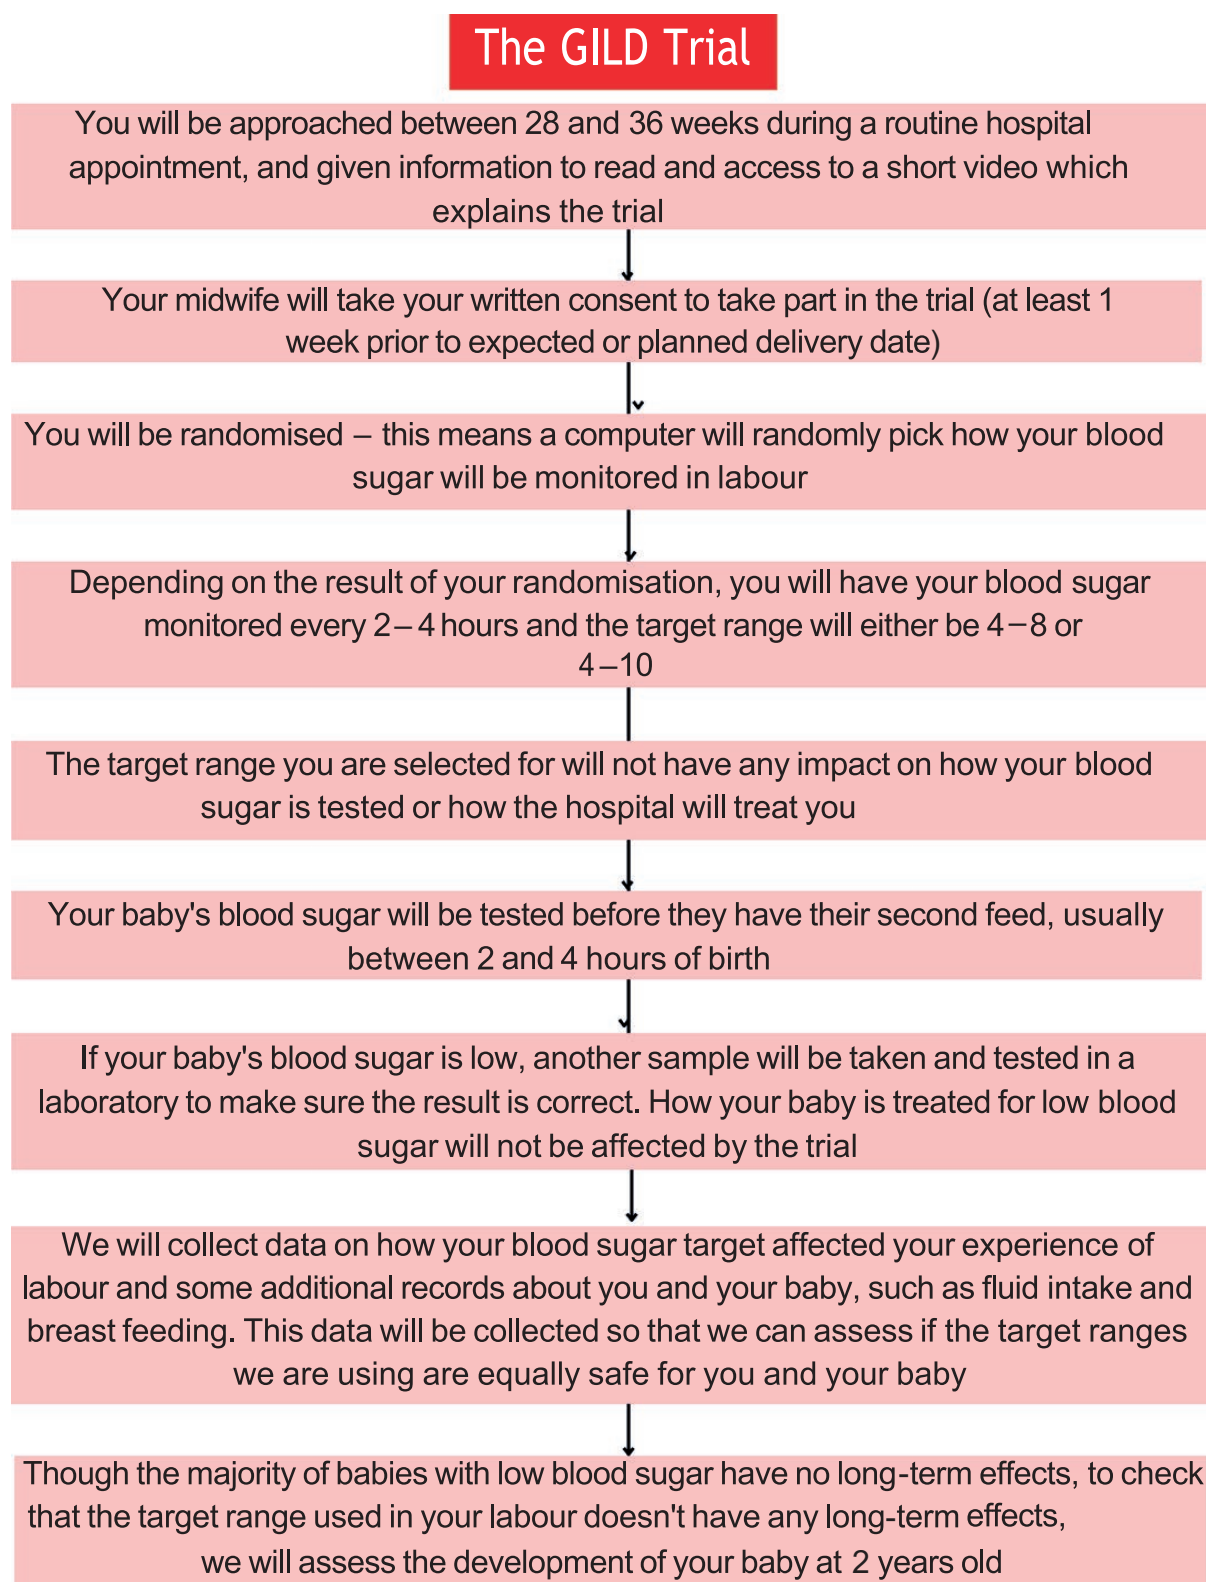 The GILD Trial
You will be approached between 28 and 36 weeks during a routine hospital
appointment, and given information to read and access to a short video which
explains the trial
Your midwife will take your written consent to take part in the trial (at least 1
week prior to expected or planned delivery date)
You will be randomised – this means a computer will randomly pick how your blood
sugar will be monitored in labour
Depending on the result of your randomisation, you will have your blood sugar
monitored every 2–4 hours and the target range will either be 4–8 or
4–10
The target range you are selected for will not have any impact on how your blood
sugar is tested or how the hospital will treat you
Your baby's blood sugar will be tested before they have their second feed, usually
between 2 and 4 hours of birth
If your baby's blood sugar is low, another sample will be taken and tested in a
laboratory to make sure the result is correct. How your baby is treated for low blood
sugar will not be affected by the trial
We will collect data on how your blood sugar target affected your experience of
labour and some additional records about you and your baby, such as fluid intake and
breast feeding. This data will be collected so that we can assess if the target ranges
we are using are equally safe for you and your baby
Though the majority of babies with low blood sugar have no long-term effects, to check
that the target range used in your labour doesn't have any long-term effects,
we will assess the development of your baby at 2 years old